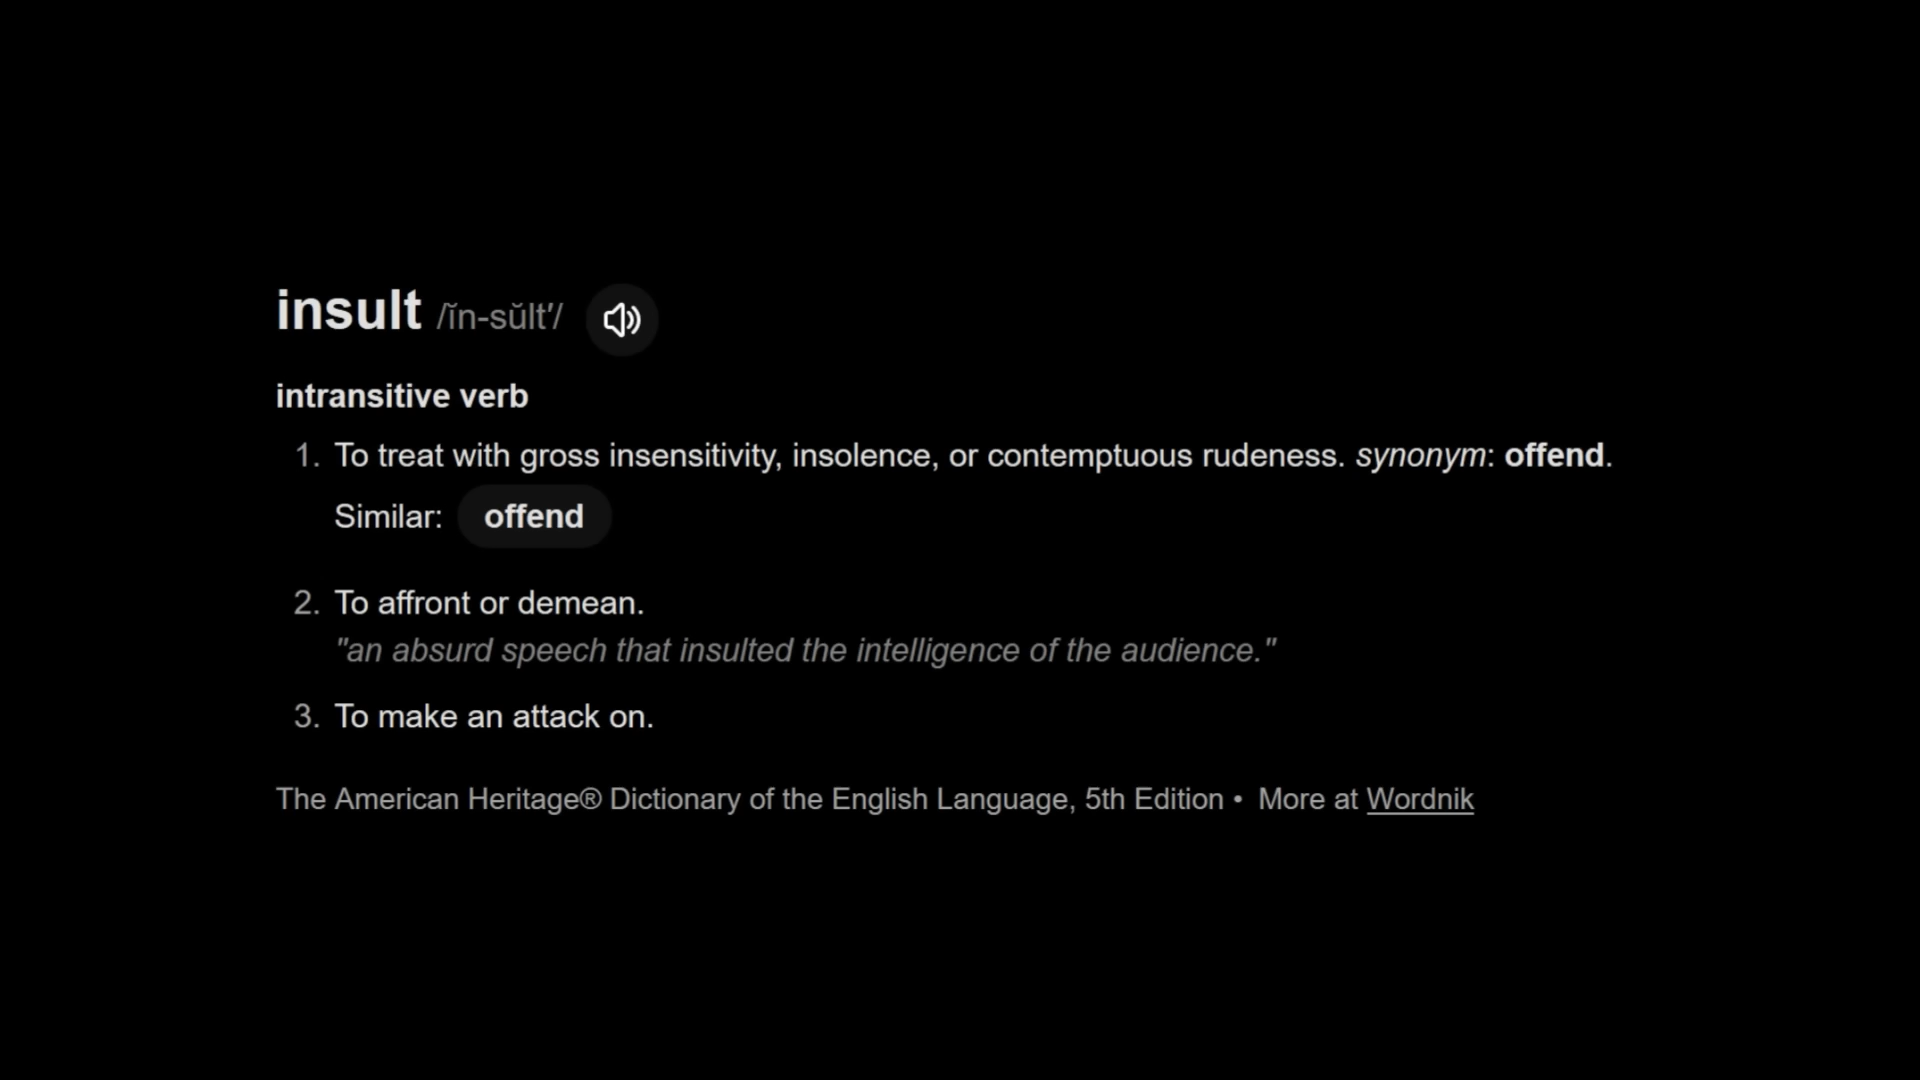 insult /ĭn-sŭlt′/
intransitive verb
1. To treat with gross insensitivity, insolence, or contemptuous rudeness. synonym: offend.
Similar: offend
2. To affront or demean.
"an absurd speech that insulted the intelligence of the audience."
3. To make an attack on.
The American Heritage® Dictionary of the English Language, 5th Edition • More at Wordnik